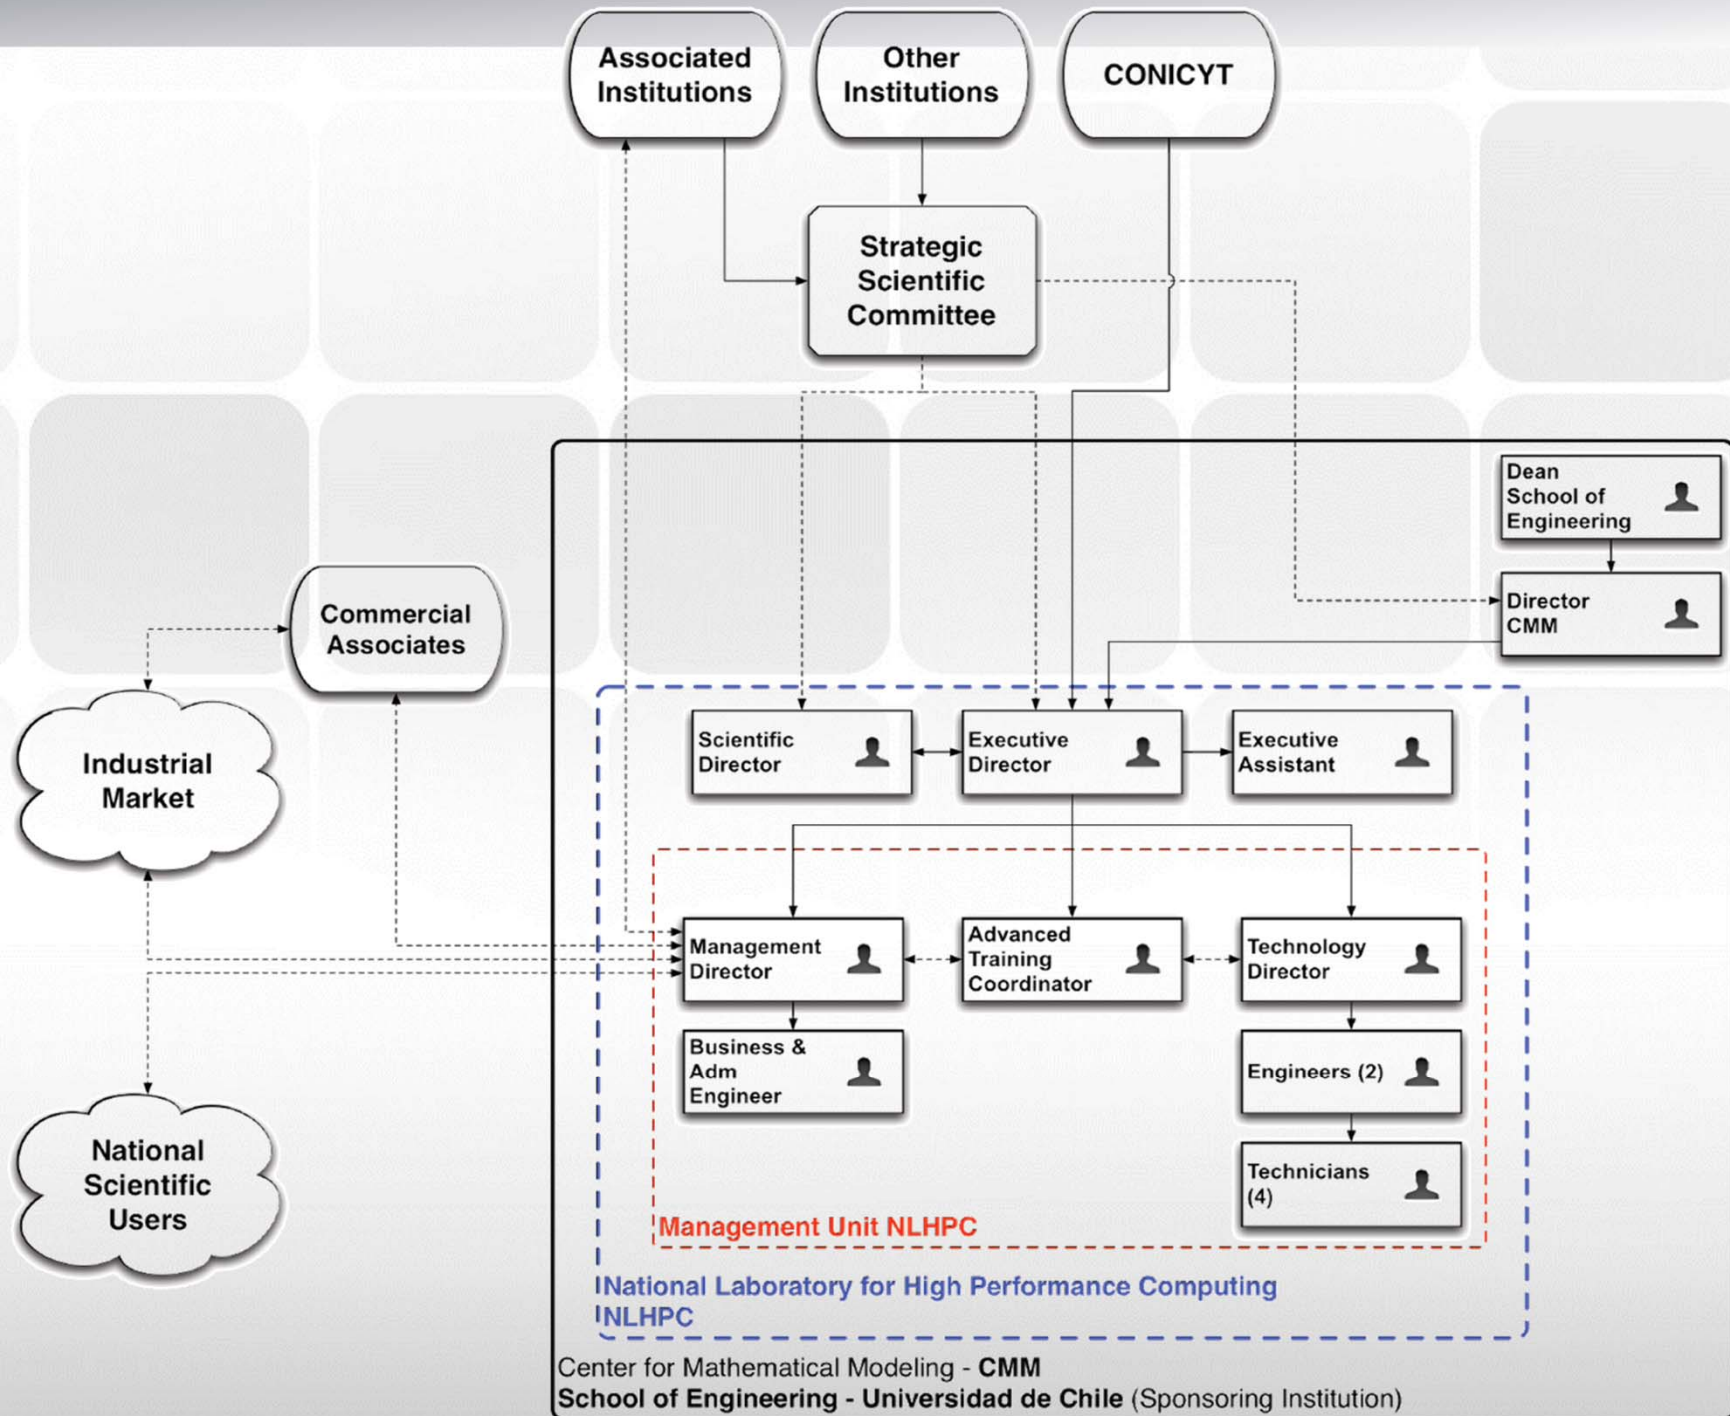 Associated
Institutions
Other
Institutions
CONICYT
Strategic
Scientific
Committee
Dean
School of
Engineering
Director
CMM
Commercial
Associates
Industrial
Market
National
Scientific
Users
Scientific
Director
Executive
Director
Executive
Assistant
Management
Director
Advanced
Training
Coordinator
Technology
Director
Business &
Adm
Engineer
Engineers (2)
Technicians
(4)
Management Unit NLHPC
National Laboratory for High Performance Computing
NLHPC
Center for Mathematical Modeling - CMM
School of Engineering - Universidad de Chile (Sponsoring Institution)